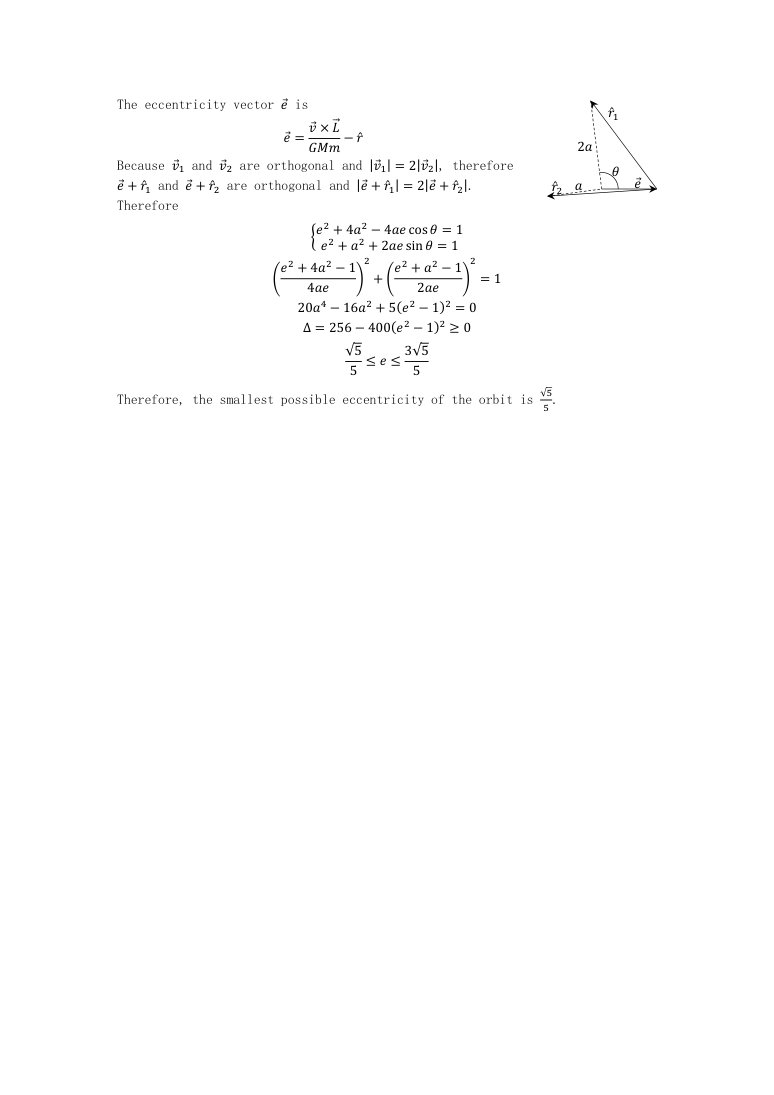 The eccentricity vector e⃗ is
e⃗ = (v⃗ × L⃗)/(GMm) − r̂
Because v⃗₁ and v⃗₂ are orthogonal and |v⃗₁| = 2|v⃗₂|, therefore
e⃗ + r̂₁ and e⃗ + r̂₂ are orthogonal and |e⃗ + r̂₁| = 2|e⃗ + r̂₂|.
Therefore
{e² + 4a² − 4ae cos θ = 1
e² + a² + 2ae sin θ = 1
((e² + 4a² − 1)/(4ae))² + ((e² + a² − 1)/(2ae))² = 1
20a⁴ − 16a² + 5(e² − 1)² = 0
Δ = 256 − 400(e² − 1)² ≥ 0
√5/5 ≤ e ≤ 3√5/5
Therefore, the smallest possible eccentricity of the orbit is √5/5.
r̂₁
2a
θ
r̂₂ a e⃗